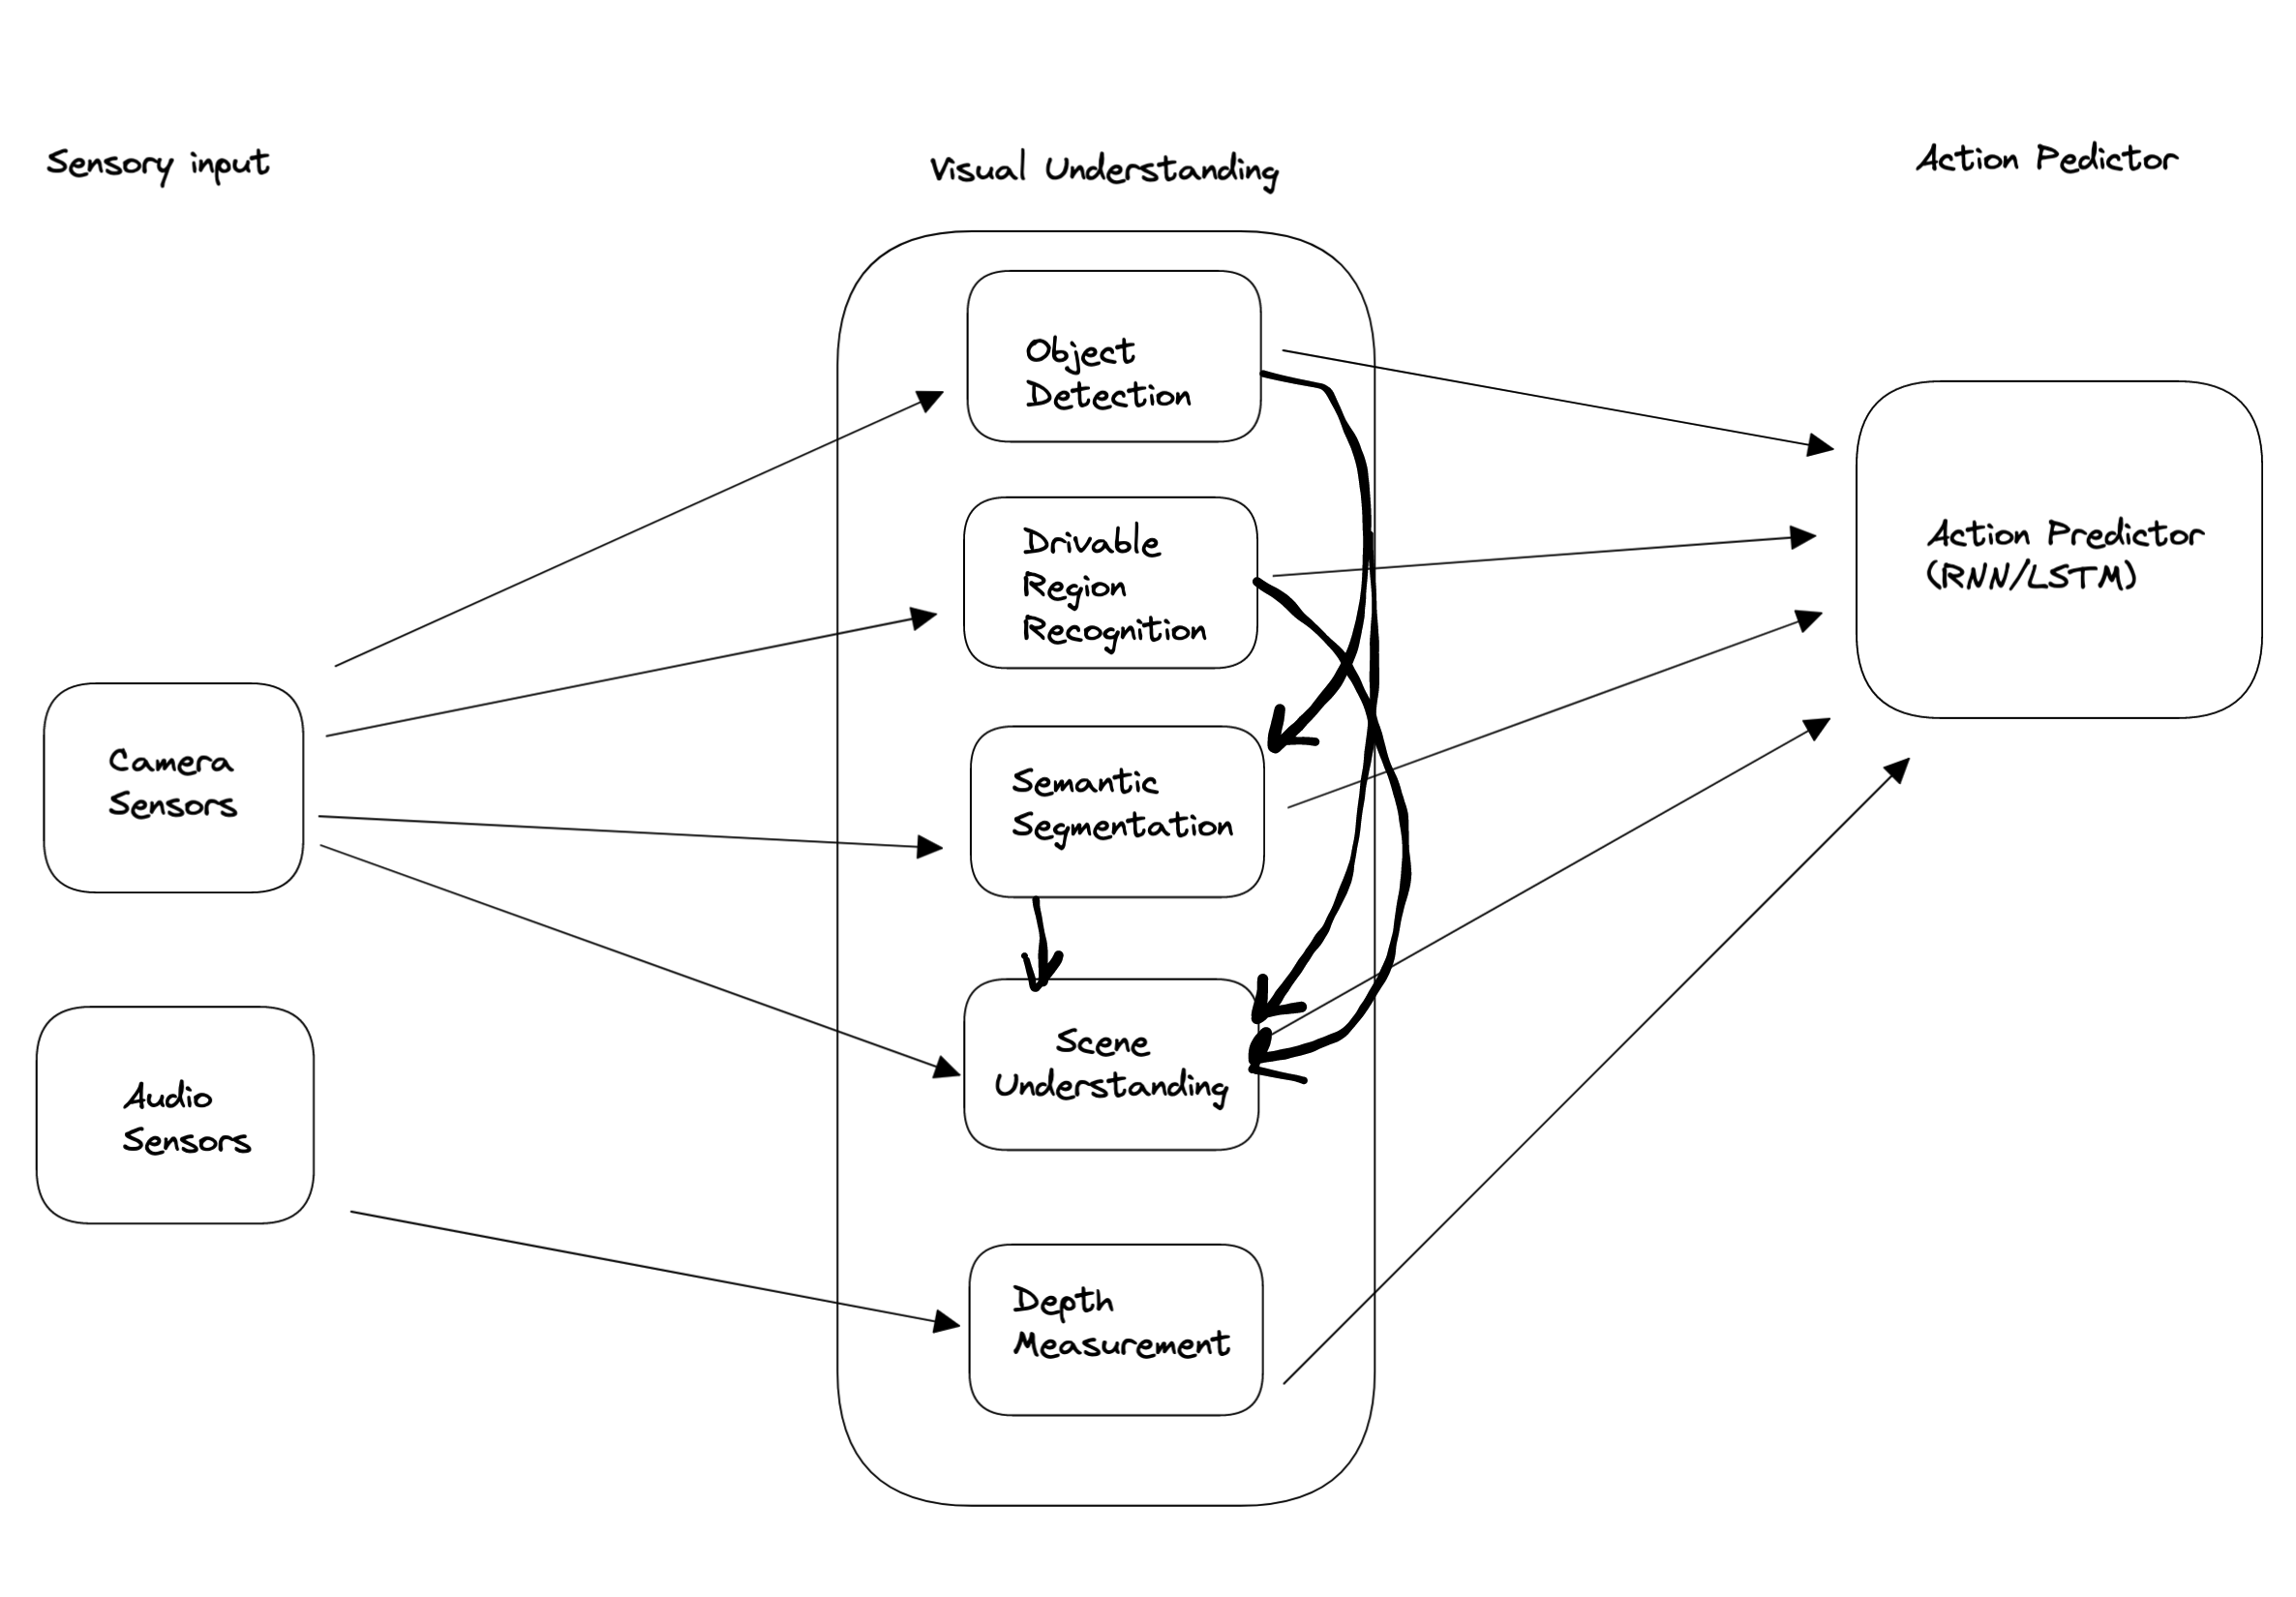 Sensory input
Visual Understanding
Action Pedictor
Object
Detection
Drivable
Region
Recognition
Action Predictor
(RNN/LSTM)
Camera
Sensors
Semantic
Segmentation
Audio
Sensors
Scene
Understanding
Depth
Measurement